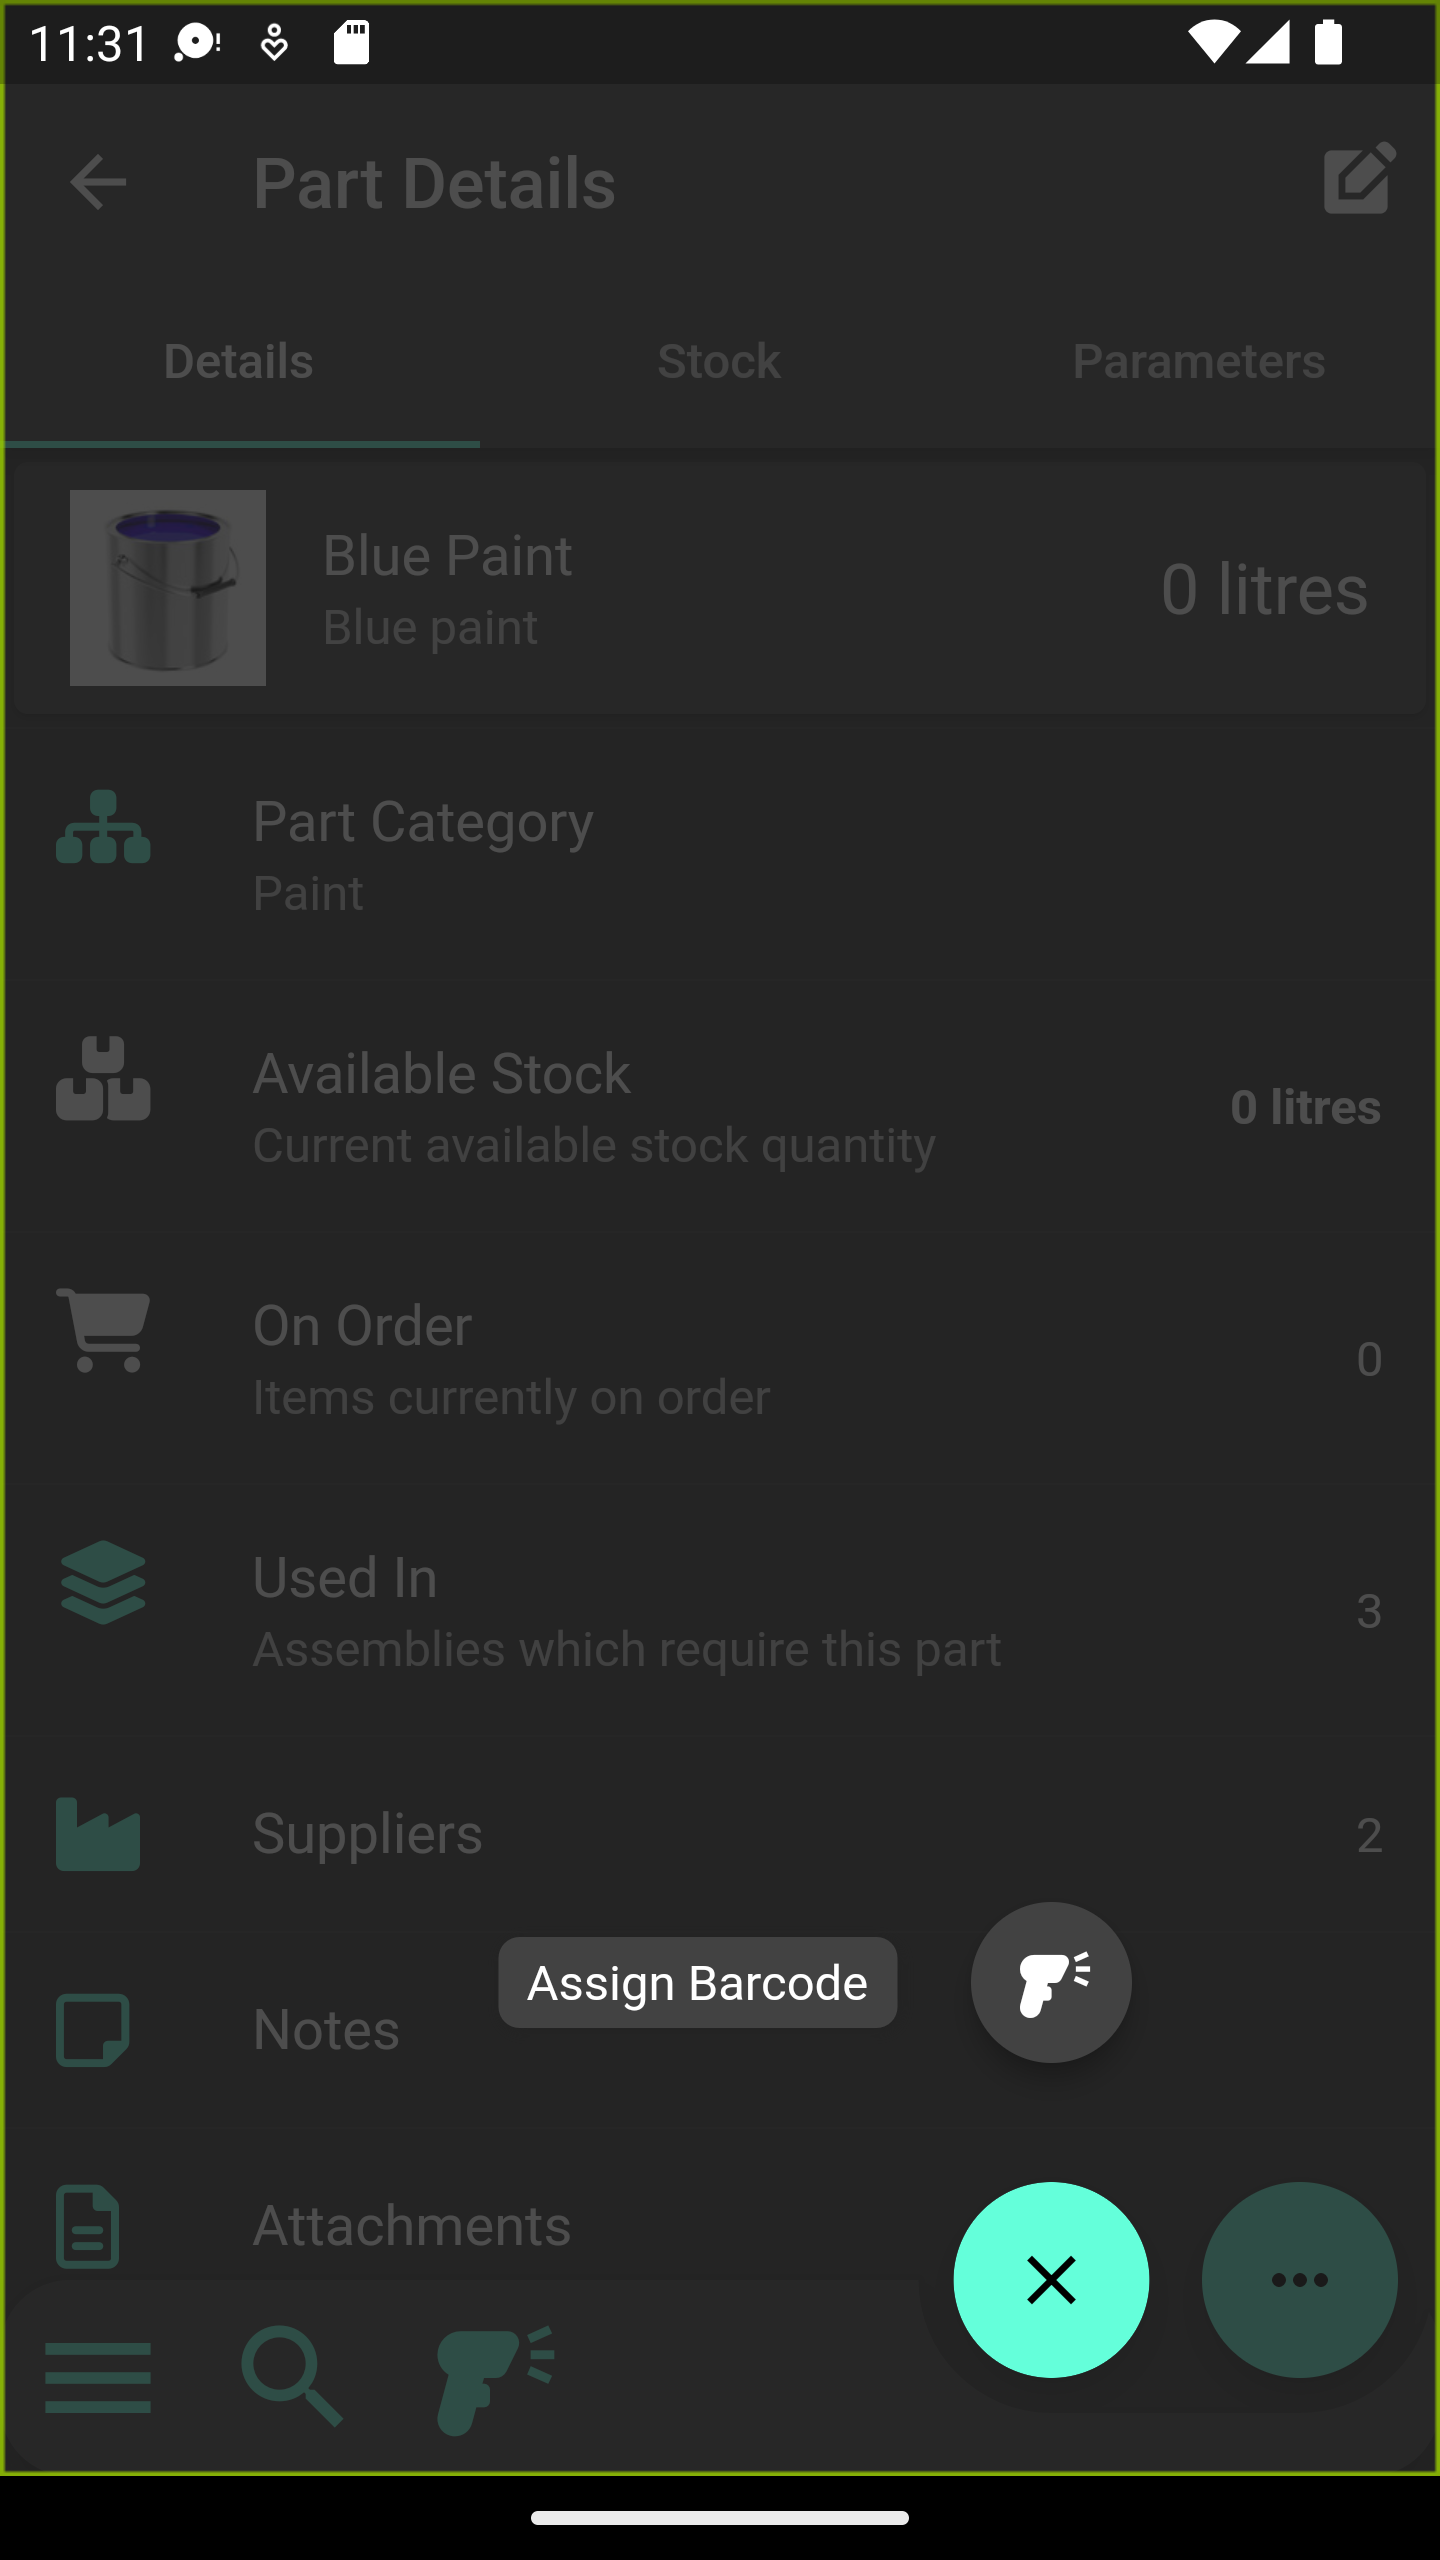 11:31
Part Details
Details
Stock
Parameters
Blue Paint
Blue paint
0 litres
Part Category
Paint
Available Stock
Current available stock quantity
0 litres
On Order
Items currently on order
0
Used In
Assemblies which require this part
3
Suppliers
2
Assign Barcode
Notes
Attachments